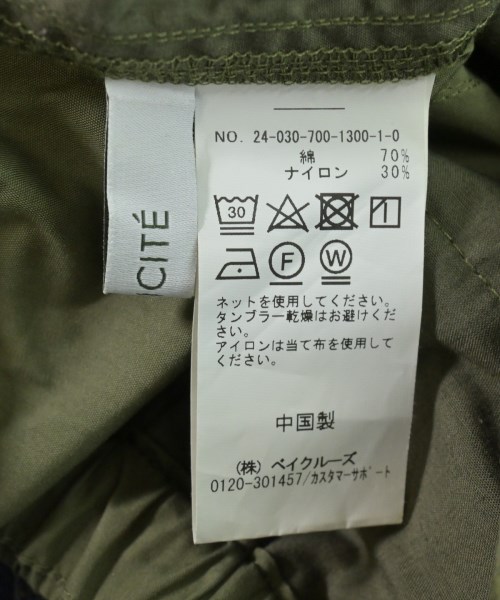 NO. 24-030-700-1300-1-0
綿 70%
ナイロン 30%
30
F W
ネットを使用してください。
タンブラー乾燥はお避けくだ
さい。
アイロンは当て布を使用して
ください。
中国製
(株) ベイクルーズ
0120-301457/カスタマーサポート
CITÉ